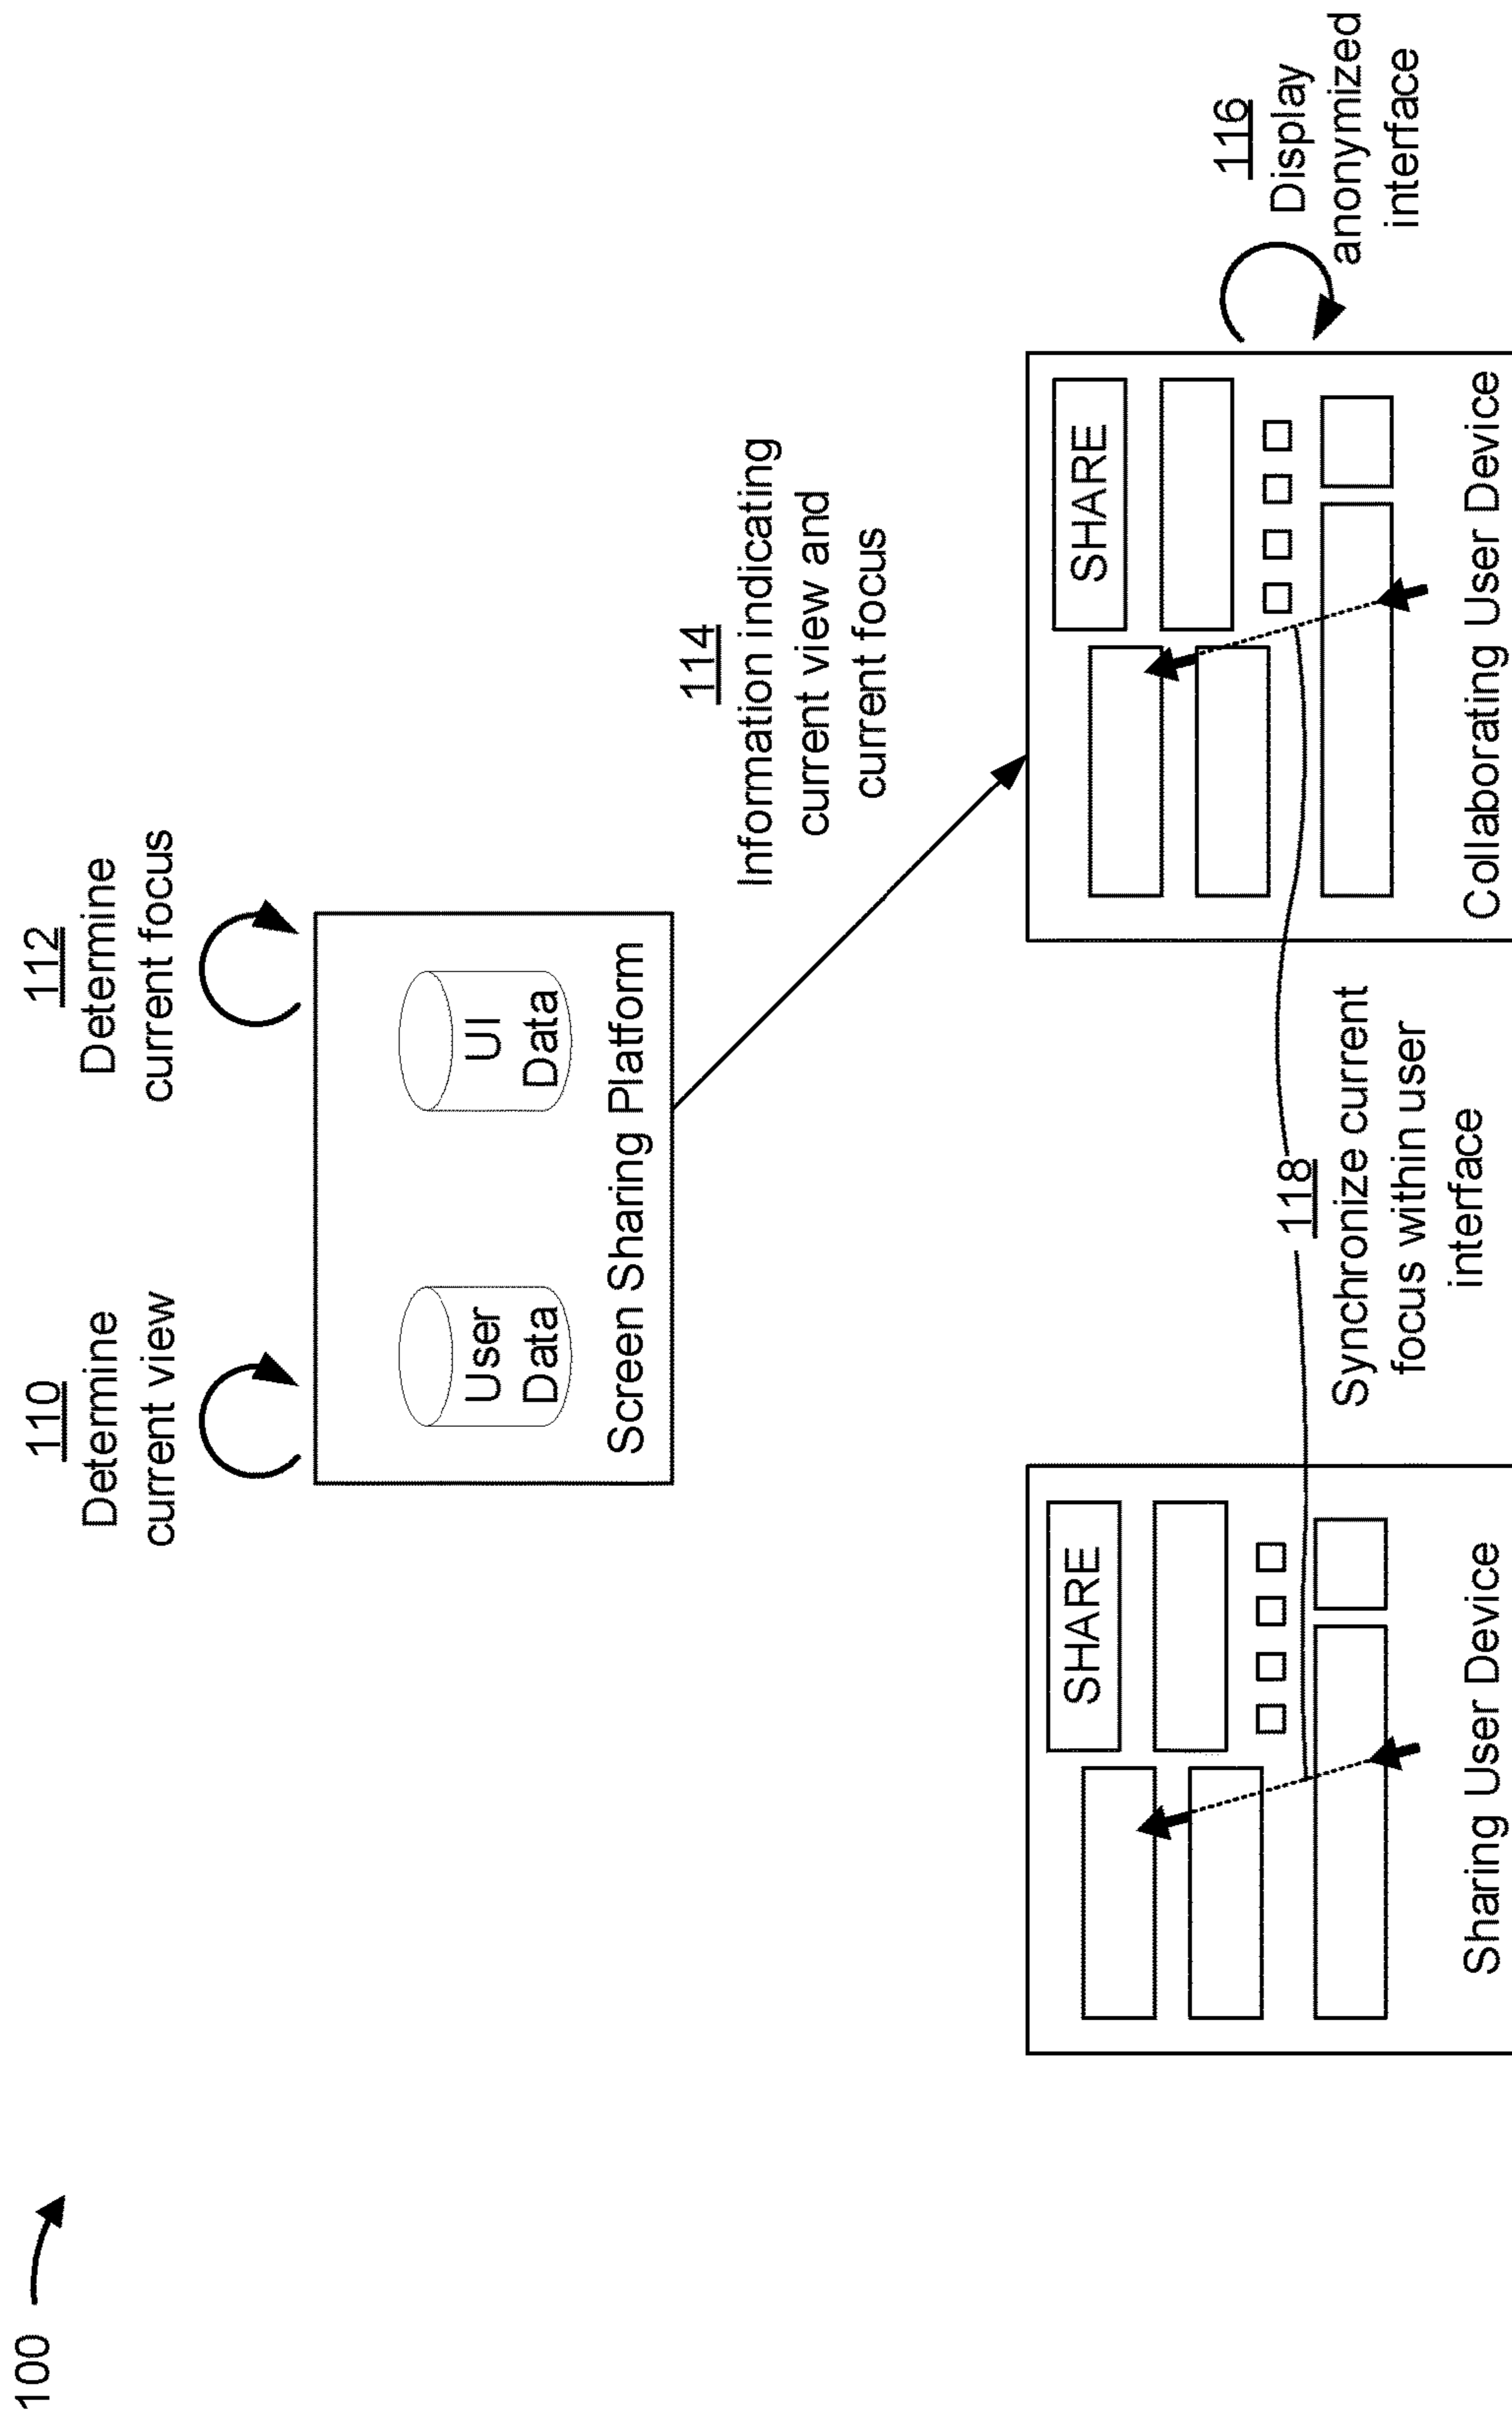 100
110
Determine
current view
112
Determine
current focus
User
Data
UI
Data
Screen Sharing Platform
114
Information indicating
current view and
current focus
SHARE
Sharing User Device
118
Synchronize current
focus within user
interface
SHARE
Collaborating User Device
116
Display
anonymized
interface